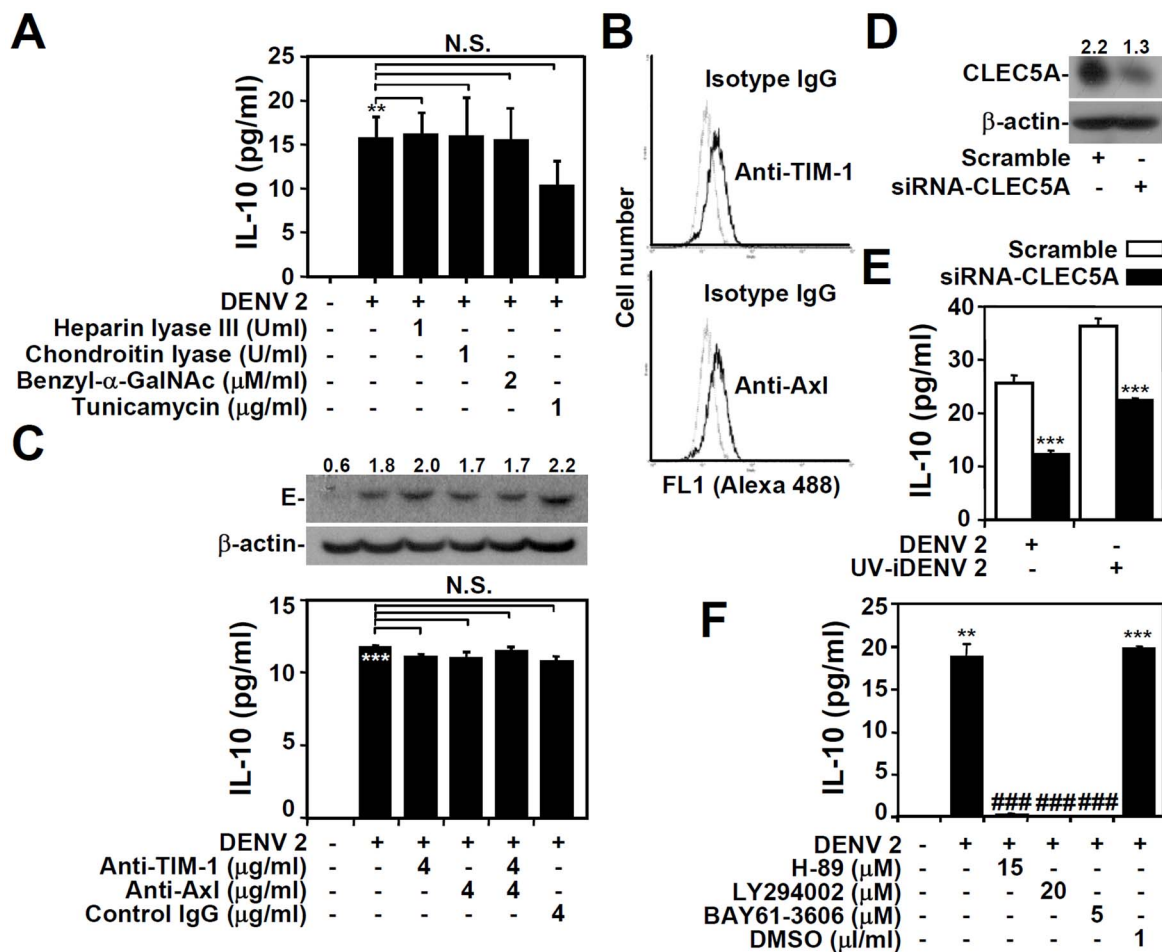 A
N.S.
25
20
15
10
5
0
IL-10 (pg/ml)
**
DENV 2 - + + + + +
Heparin lyase III (Uml) - - 1 - - -
Chondroitin lyase (U/ml) - - - 1 - -
Benzyl-α-GalNAc (μM/ml) - - - - 2 -
Tunicamycin (μg/ml) - - - - - 1
B
Isotype IgG
Anti-TIM-1
Isotype IgG
Anti-Axl
Cell number
FL1 (Alexa 488)
C
0.6 1.8 2.0 1.7 1.7 2.2
E-
β-actin-
N.S.
15
10
5
0
IL-10 (pg/ml)
***
DENV 2 - + + + + +
Anti-TIM-1 (μg/ml) - - 4 - 4 -
Anti-Axl (μg/ml) - - - 4 4 -
Control IgG (μg/ml) - - - - - 4
D
2.2 1.3
CLEC5A-
β-actin-
Scramble + -
siRNA-CLEC5A - +
E
Scramble
siRNA-CLEC5A
40
30
20
10
0
IL-10 (pg/ml)
***
***
DENV 2 + -
UV-iDENV 2 - +
F
25
20
15
10
5
0
IL-10 (pg/ml)
** ### ### ### ***
DENV 2 - + + + + +
H-89 (μM) - - 15 - - -
LY294002 (μM) - - - 20 - -
BAY61-3606 (μM) - - - - 5 -
DMSO (μl/ml) - - - - - 1